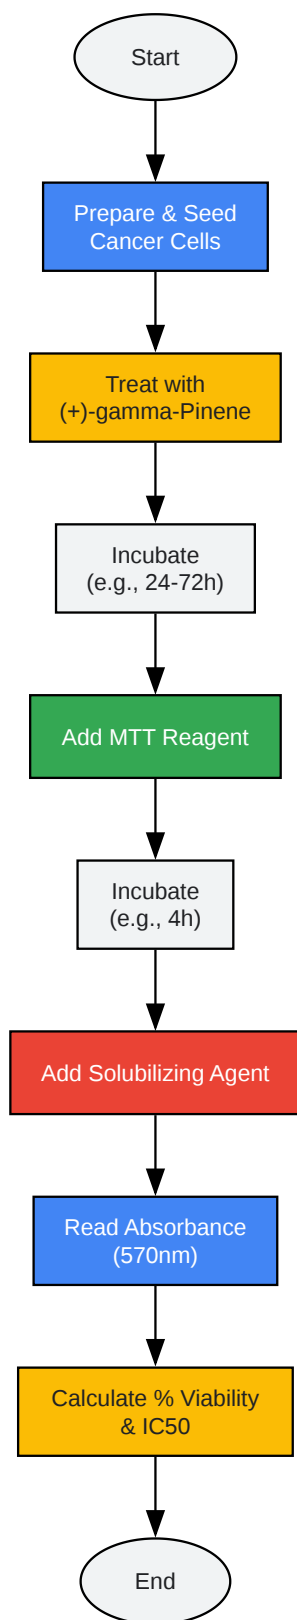 Start
Prepare & Seed
Cancer Cells
Treat with
(+)-gamma-Pinene
Incubate
(e.g., 24-72h)
Add MTT Reagent
Incubate
(e.g., 4h)
Add Solubilizing Agent
Read Absorbance
(570nm)
Calculate % Viability
& IC50
End